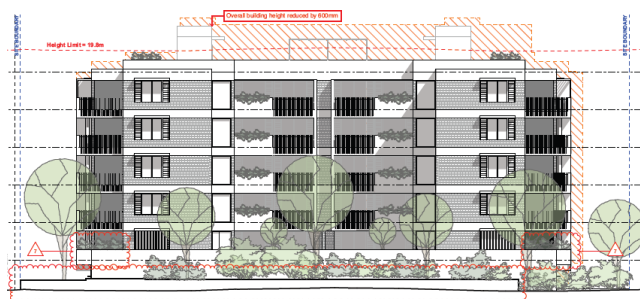 Overall building height reduced by 600mm
Height Limit = 19.8m
SITE BOUNDARY
SITE BOUNDARY